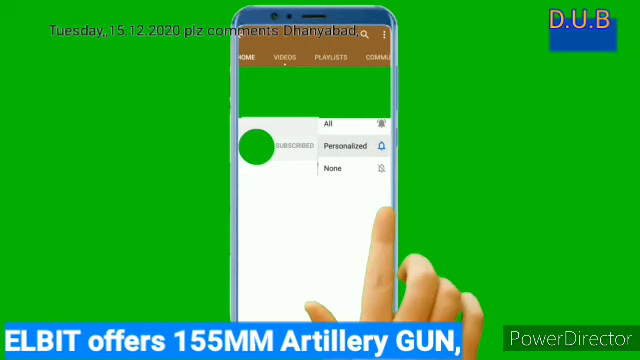 Tuesday,15.12.2020 plz comments Dhanyabad.
D.U.B
HOME VIDEOS PLAYLISTS COMMU
All
SUBSCRIBED Personalized
None
ELBIT offers 155MM Artillery GUN,
PowerDirector